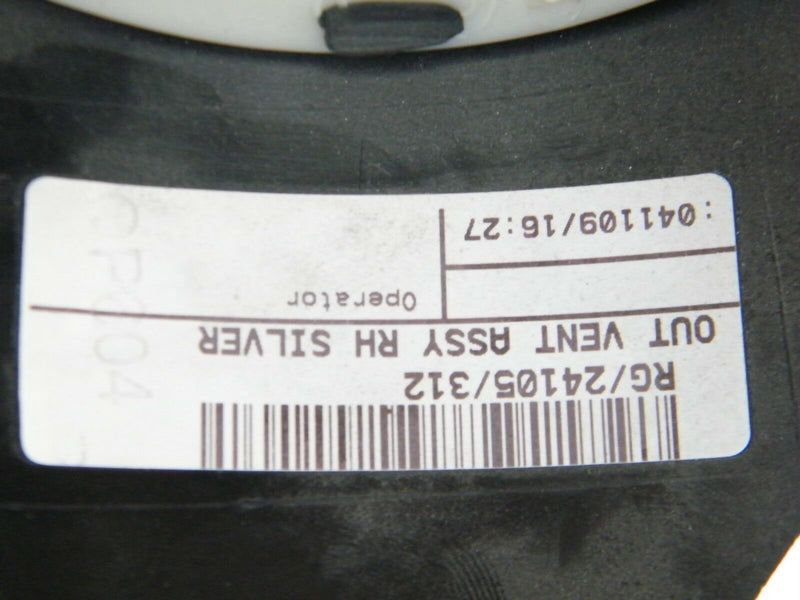 RG/24105/312
OUT VENT ASSY RH SILVER
Operator
:041109/16:27